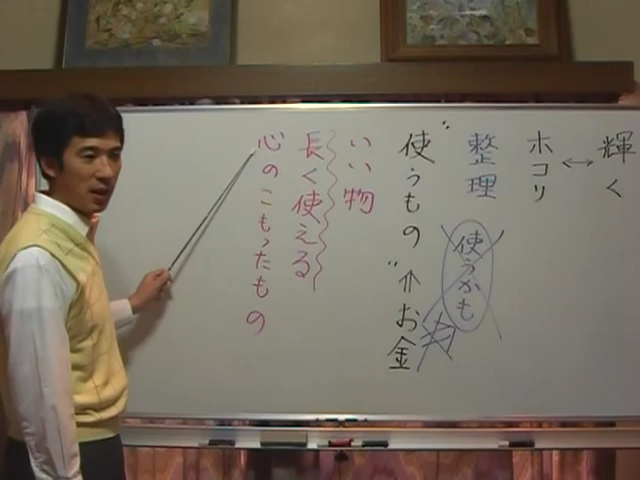 輝く
↔
ホコリ
整理
使うかも
"使うもの" 介お金
いい物
長く使える
心のこもったもの